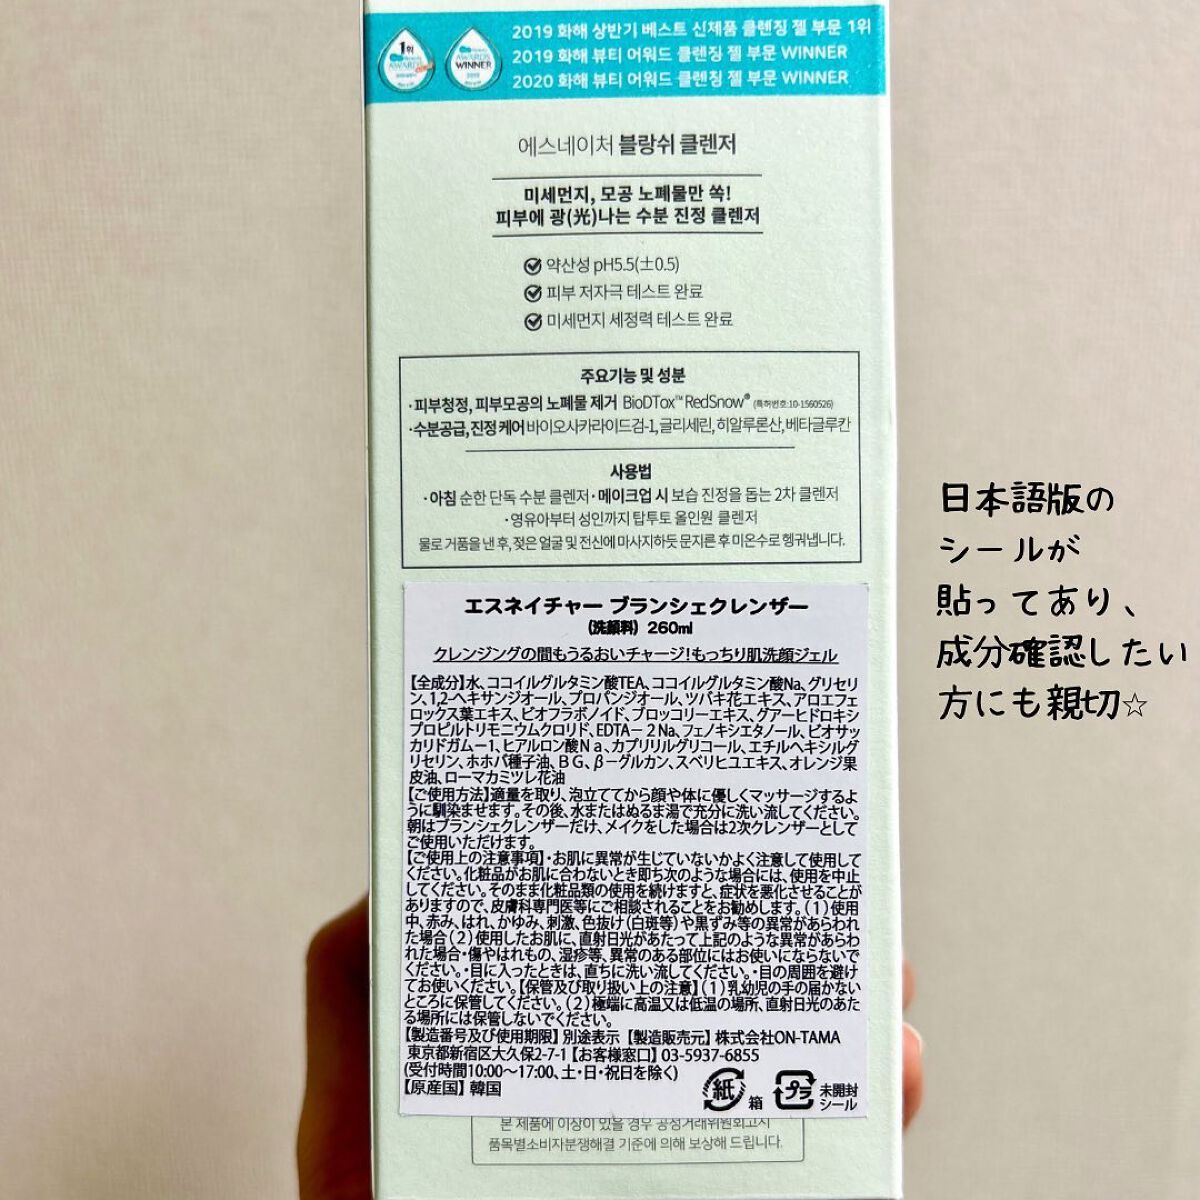 1위
AWARDS
AWARDS
WINNER
2019 화해 상반기 베스트 신제품 클렌징 젤 부문 1위
2019 화해 뷰티 어워드 클렌징 젤 부문 WINNER
2020 화해 뷰티 어워드 클렌징 젤 부문 WINNER
에스네이처 블랑쉬 클렌저
미세먼지, 모공 노폐물만 쏙!
피부에 광(光)나는 수분 진정 클렌저
약산성 pH5.5(±0.5)
피부 저자극 테스트 완료
미세먼지 세정력 테스트 완료
주요기능 및 성분
·피부청정, 피부모공의 노폐물 제거 BioDTox™ RedSnow® (특허번호:10-1560526)
·수분공급, 진정 케어 바이오사카라이드검-1, 글리세린, 히알루론산, 베타글루칸
사용법
·아침 순한 단독 수분 클렌저 ·메이크업 시 보습 진정을 돕는 2차 클렌저
·영유아부터 성인까지 탑투토 올인원 클렌저
물로 거품을 낸 후, 젖은 얼굴 및 전신에 마사지하듯 문지른 후 미온수로 헹궈냅니다.
エスネイチャー ブランシェクレンザー
(洗顔料) 260ml
クレンジングの間もうるおいチャージ!もっちり肌洗顔ジェル
【全成分】水、ココイルグルタミン酸TEA、ココイルグルタミン酸Na、グリセリ
ン、1,2-ヘキサンジオール、プロパンジオール、ツバキ花エキス、アロエフェ
ロックス葉エキス、ビオフラボノイド、ブロッコリーエキス、グアーヒドロキシ
プロピルトリモニウムクロリド、EDTA－2Na、フェノキシエタノール、ビオサッ
カリドガム－1、ヒアルロン酸Na、カプリリルグリコール、エチルヘキシルグ
リセリン、ホホバ種子油、BG、β－グルカン、スベリヒユエキス、オレンジ果
皮油、ローマカミツレ花油
【ご使用方法】適量を取り、泡立ててから顔や体に優しくマッサージするよ
うに馴染ませます。その後、水またはぬるま湯で充分に洗い流してください。
朝はブランシェクレンザーだけ、メイクをした場合は2次クレンザーとして
ご使用いただけます。
【ご使用上の注意事項】・お肌に異常が生じていないかよく注意して使用して
ください。化粧品がお肌に合わないとき即ち次のような場合には、使用を中止
してください。そのまま化粧品類の使用を続けますと、症状を悪化させることが
ありますので、皮膚科専門医等にご相談されることをお勧めします。(1)使用
中、赤み、はれ、かゆみ、刺激、色抜け(白斑等)や黒ずみ等の異常があらわれ
た場合(2)使用したお肌に、直射日光があたって上記のような異常があらわ
れた場合・傷やはれもの、湿疹等、異常のある部位にはお使いにならないで
ください。・目に入ったときは、直ちに洗い流してください。・目の周囲を避け
てお使いください。【保管及び取り扱い上の注意】(1)乳幼児の手の届かない
ところに保管してください。(2)極端に高温又は低温の場所、直射日光のあた
る場所には保管しないでください。
【製造番号及び使用期限】別途表示【製造販売元】株式会社ON-TAMA
東京都新宿区大久保2-7-1【お客様窓口】03-5937-6855
(受付時間10:00～17:00、土・日・祝日を除く)
【原産国】韓国
紙 箱 プラ 未開封
シール
본 제품에 이상이 있을 경우 공정거래위원회고시
품목별소비자분쟁해결 기준에 의해 보상해 드립니다.
日本語版の
シールが
貼ってあり、
成分確認したい
方にも親切☆